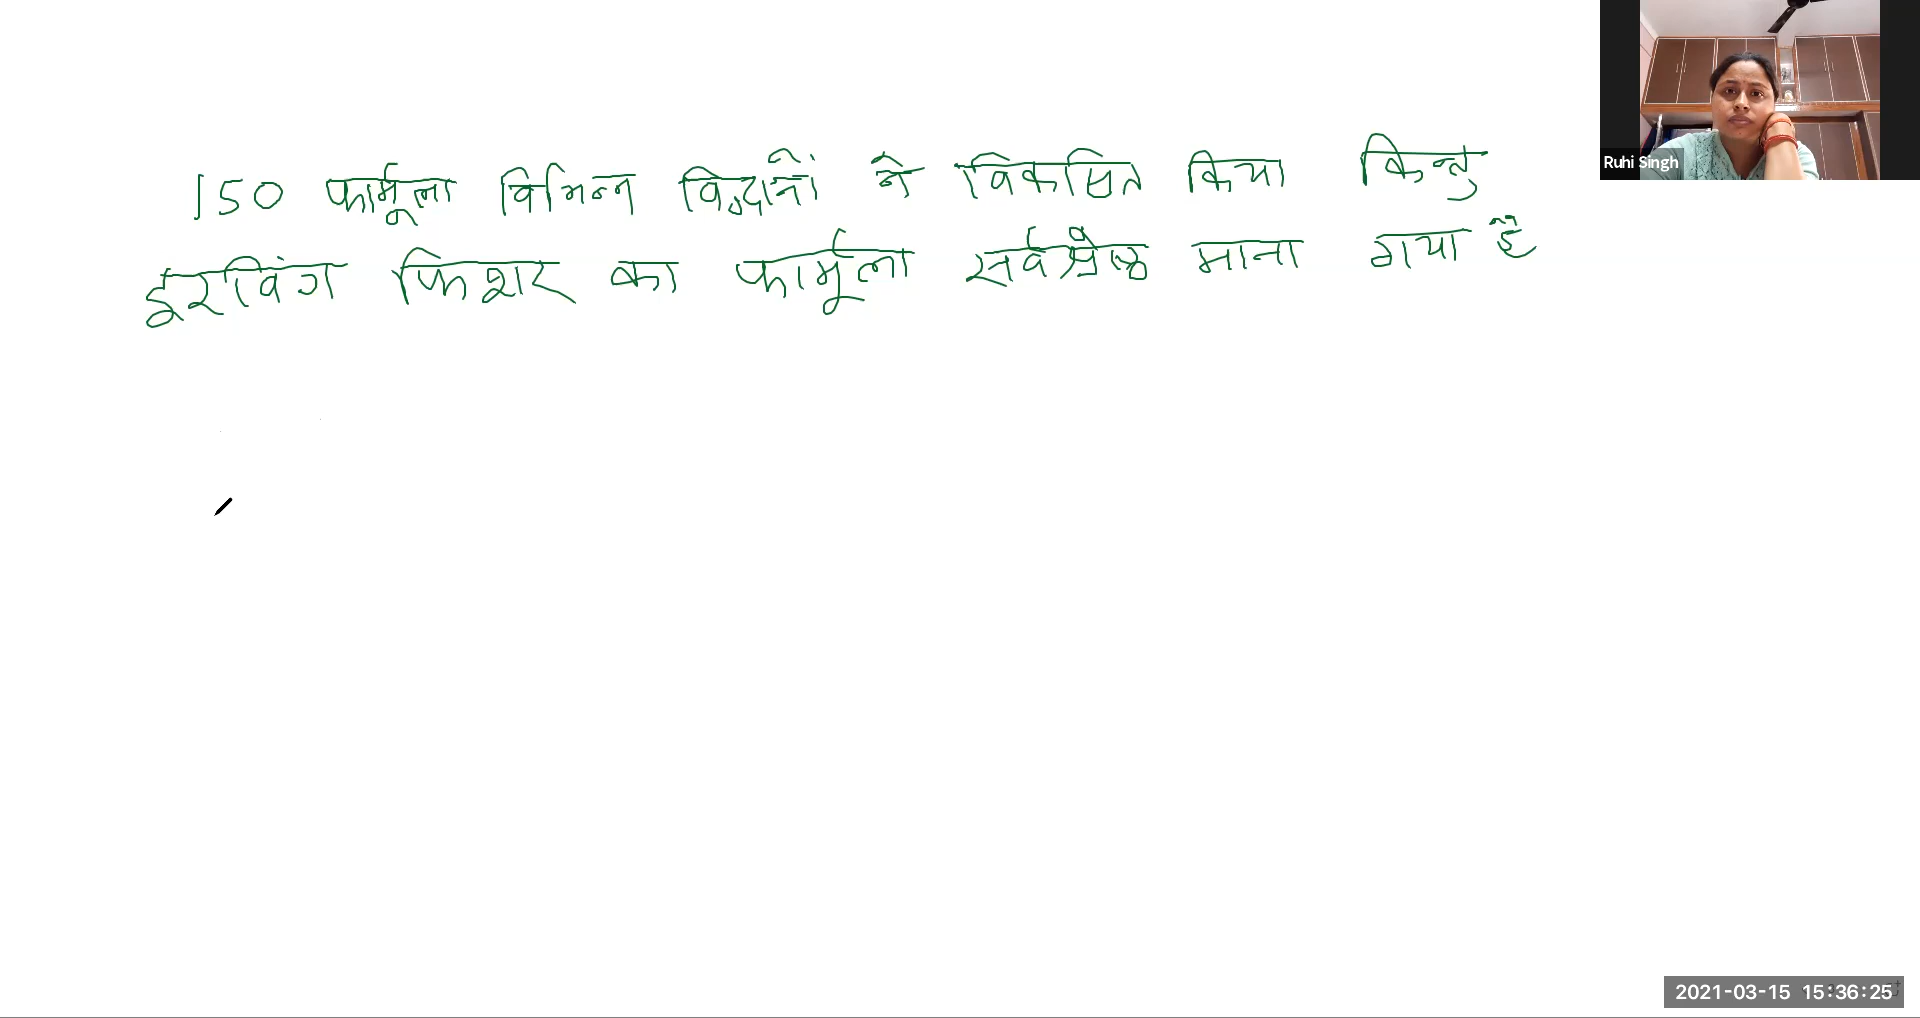 150 फार्मूला विभिन्न विद्वानों ने विकसित किया किन्तु
इरविंग फिशर का फार्मूला सर्वश्रेष्ठ माना गया है
Ruhi Singh
2021-03-15 15:36:25